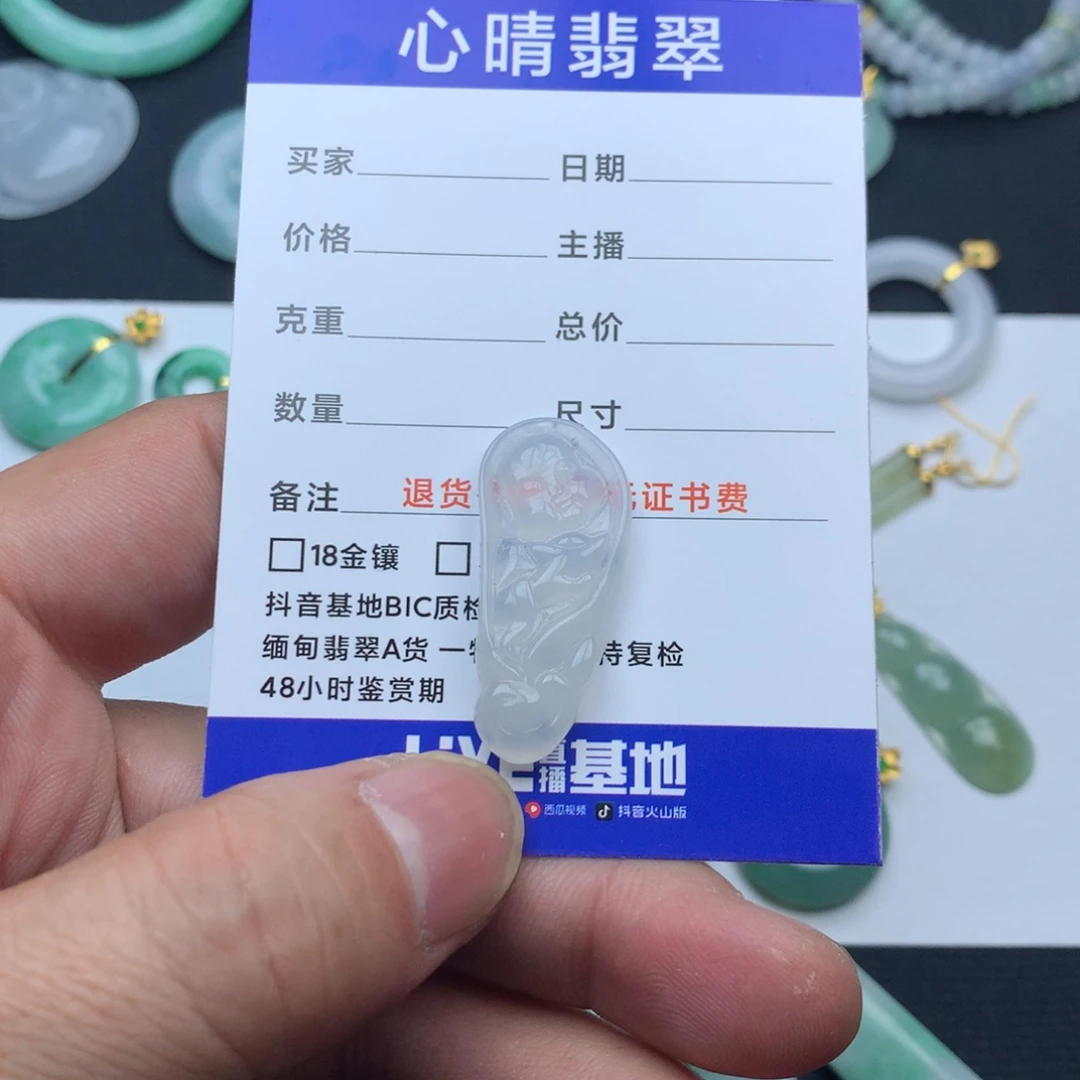 心晴翡翠
买家 日期
价格 主播
克重 总价
数量 尺寸
备注 退货 证书费
18金镶
抖音基地BIC质检
缅甸翡翠A货 一 持复检
48小时鉴赏期
直播基地
西瓜视频 抖音火山版